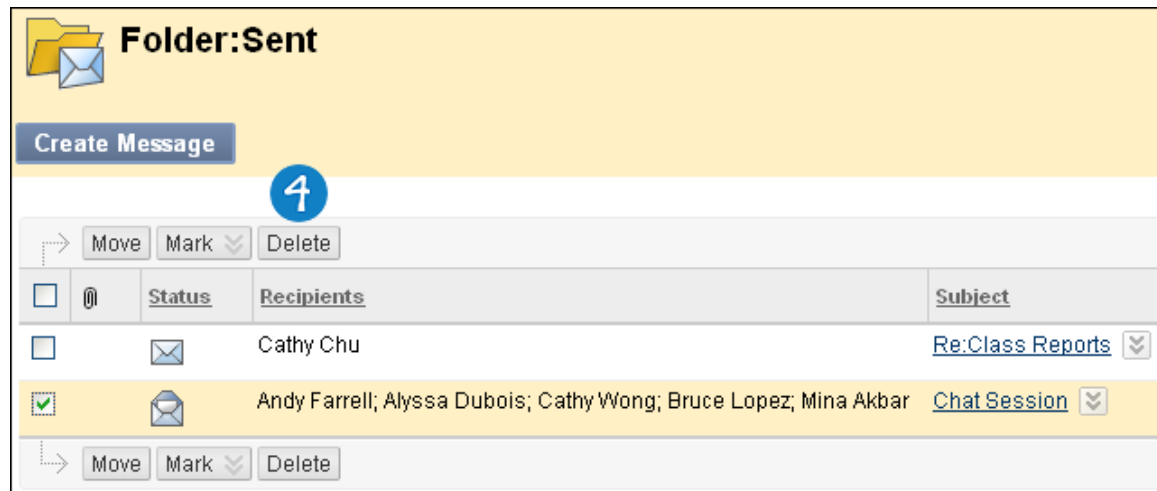 Folder:Sent
Create Message
4
Move Mark Delete
Status Recipients Subject
Cathy Chu Re:Class Reports
Andy Farrell; Alyssa Dubois; Cathy Wong; Bruce Lopez; Mina Akbar Chat Session
Move Mark Delete